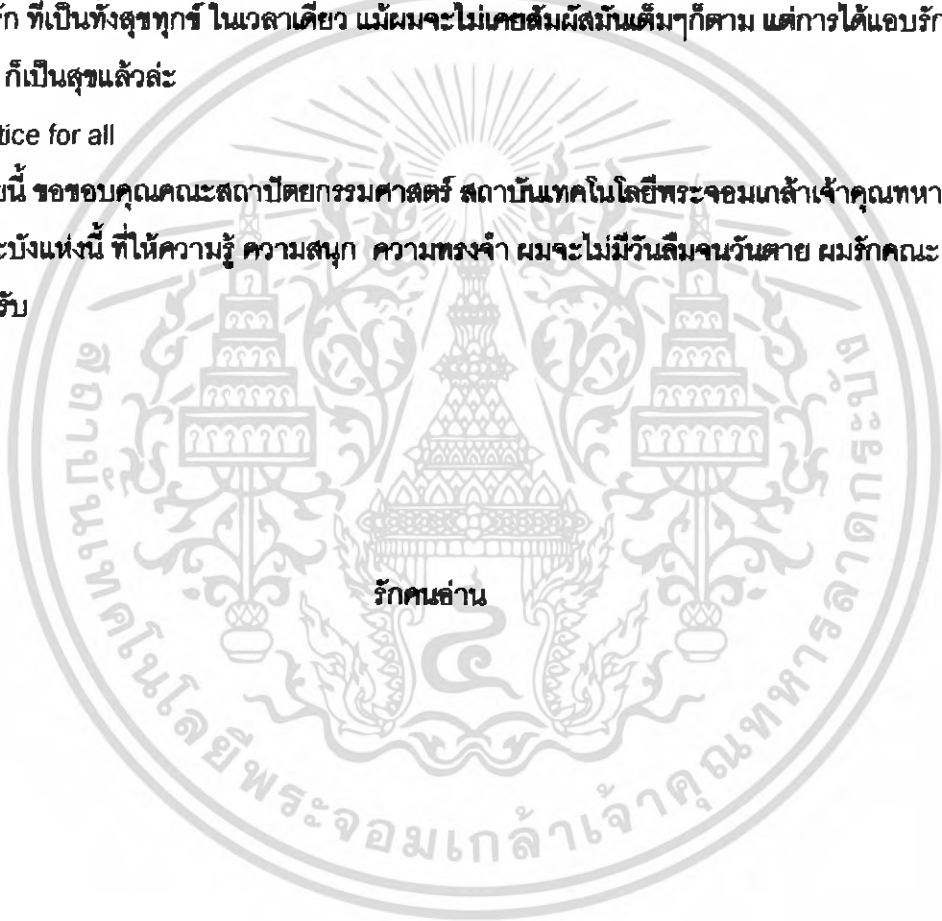 รัก ที่เป็นทั้งสุขทุกข์ ในเวลาเดียว แม้ผมจะไม่เคยสัมผัสมันเต็มๆก็ตาม แต่การได้แอบรัก
ก็เป็นสุขแล้วล่ะ
tice for all
ยนี้ ขอขอบคุณคณะสถาปัตยกรรมศาสตร์ สถาบันเทคโนโลยีพระจอมเกล้าเจ้าคุณทหา
ะบังแห่งนี้ ที่ให้ความรู้ ความสนุก ความทรงจำ ผมจะไม่มีวันลืมจนวันตาย ผมรักคณะ
รับ
รักคนอ่าน
สถาบันเทคโนโลยีพระจอมเกล้าเจ้าคุณทหารลาดกระบัง